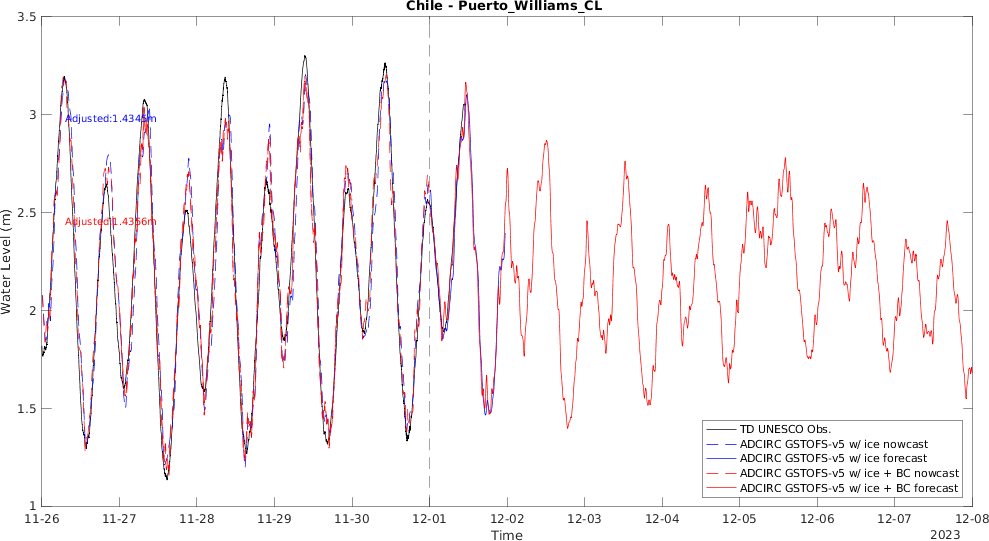 Chile - Puerto_Williams_CL
3.5
3
2.5
2
1.5
1
Water Level (m)
Adjusted:1.4345m
Adjusted:1.4356m
TD UNESCO Obs.
ADCIRC GSTOFS-v5 w/ ice nowcast
ADCIRC GSTOFS-v5 w/ ice forecast
ADCIRC GSTOFS-v5 w/ ice + BC nowcast
ADCIRC GSTOFS-v5 w/ ice + BC forecast
11-26 11-27 11-28 11-29 11-30 12-01 12-02 12-03 12-04 12-05 12-06 12-07 12-08
Time
2023